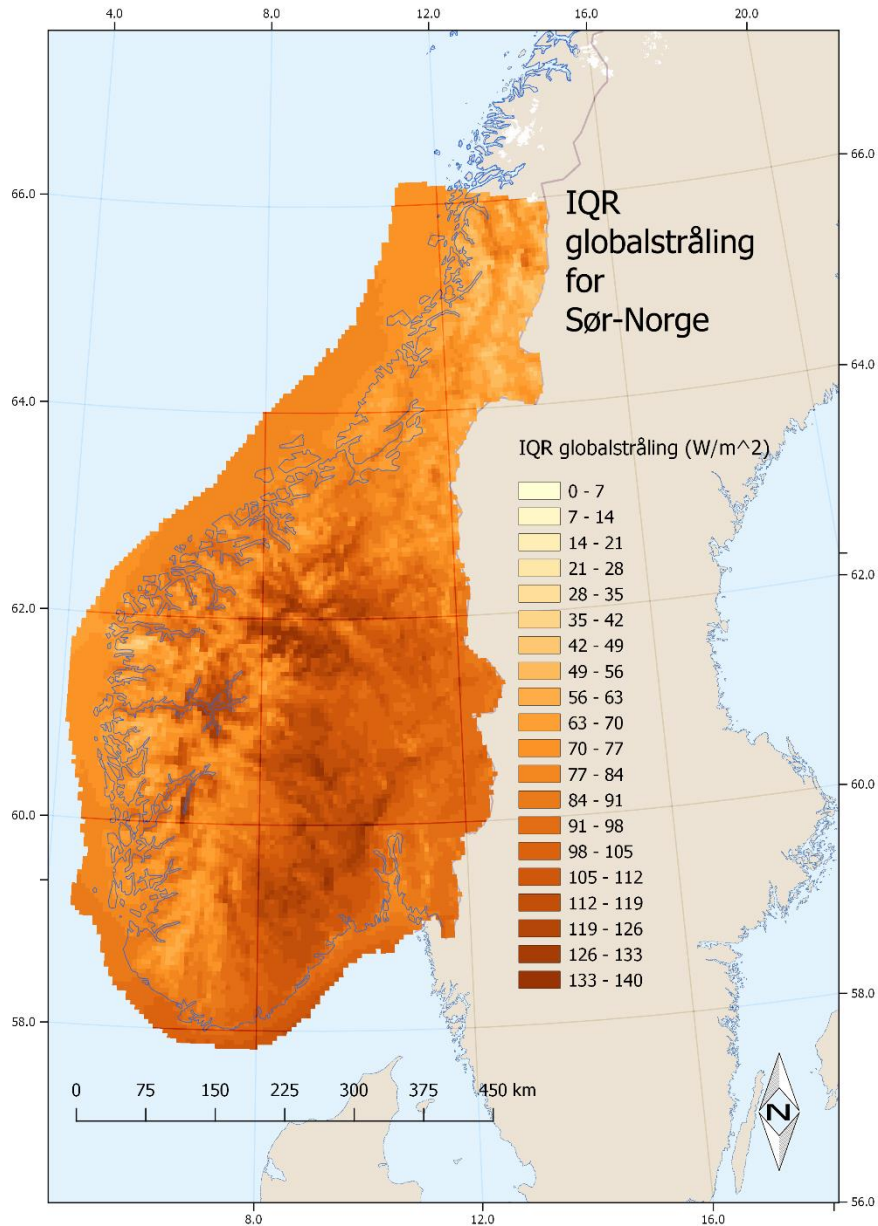 4.0 8.0 12.0 16.0 20.0
66.0
66.0
IQR
globalstråling
for
Sør-Norge
64.0
64.0
IQR globalstråling (W/m^2)
0 - 7
7 - 14
14 - 21
21 - 28
28 - 35
35 - 42
42 - 49
49 - 56
56 - 63
63 - 70
70 - 77
77 - 84
84 - 91
91 - 98
98 - 105
105 - 112
112 - 119
119 - 126
126 - 133
133 - 140
62.0
62.0
60.0
60.0
58.0
58.0
0 75 150 225 300 375 450 km
N
56.0
8.0 12.0 16.0